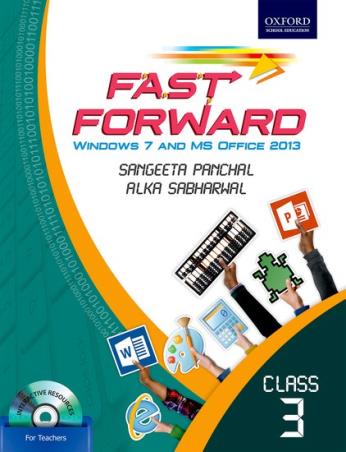 OXFORD
SCHOOL EDUCATION
FAST
FORWARD
WINDOWS 7 AND MS OFFICE 2013
SANGEETA PANCHAL
ALKA SABHARWAL
CLASS
3
INTERACTIVE RESOURCES
For Teachers